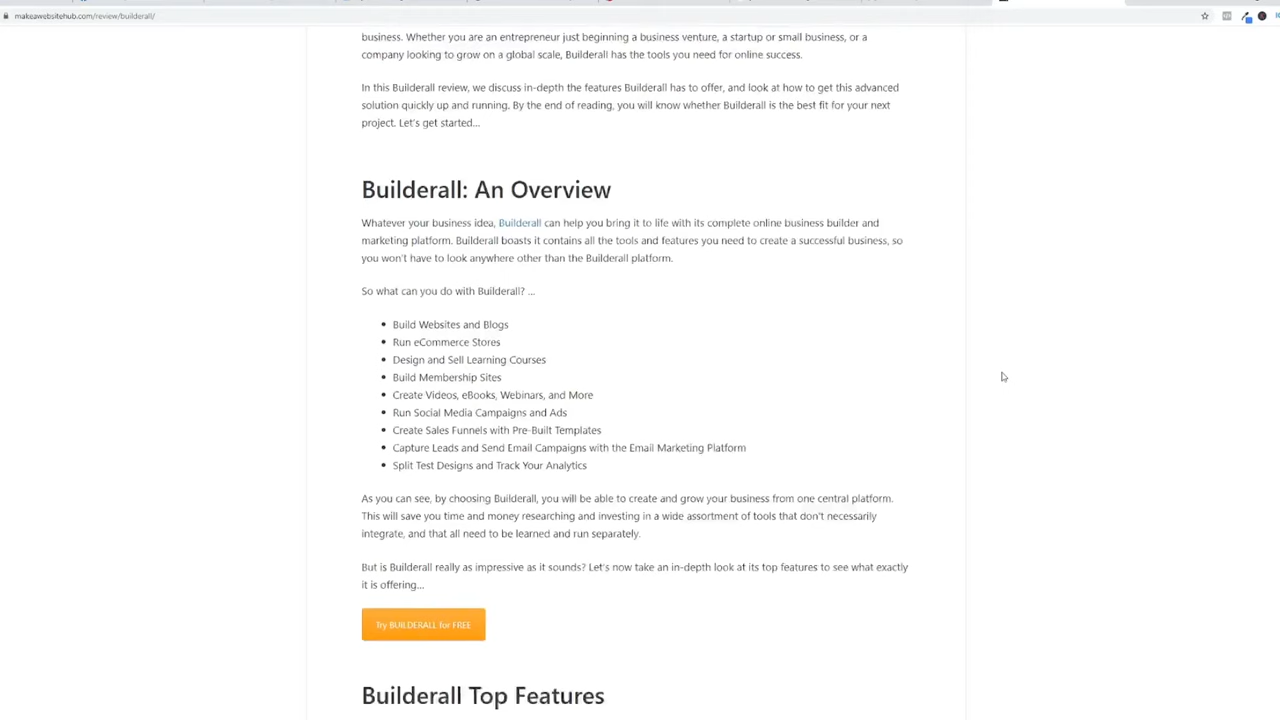 makeawebsitehub.com/review/builderall/
business. Whether you are an entrepreneur just beginning a business venture, a startup or small business, or a
company looking to grow on a global scale, Builderall has the tools you need for online success.
In this Builderall review, we discuss in-depth the features Builderall has to offer, and look at how to get this advanced
solution quickly up and running. By the end of reading, you will know whether Builderall is the best fit for your next
project. Let's get started…
Builderall: An Overview
Whatever your business idea, Builderall can help you bring it to life with its complete online business builder and
marketing platform. Builderall boasts it contains all the tools and features you need to create a successful business, so
you won't have to look anywhere other than the Builderall platform.
So what can you do with Builderall? …
• Build Websites and Blogs
• Run eCommerce Stores
• Design and Sell Learning Courses
• Build Membership Sites
• Create Videos, eBooks, Webinars, and More
• Run Social Media Campaigns and Ads
• Create Sales Funnels with Pre-Built Templates
• Capture Leads and Send Email Campaigns with the Email Marketing Platform
• Split Test Designs and Track Your Analytics
As you can see, by choosing Builderall, you will be able to create and grow your business from one central platform.
This will save you time and money researching and investing in a wide assortment of tools that don't necessarily
integrate, and that all need to be learned and run separately.
But is Builderall really as impressive as it sounds? Let's now take an in-depth look at its top features to see what exactly
it is offering…
Try BUILDERALL for FREE
Builderall Top Features